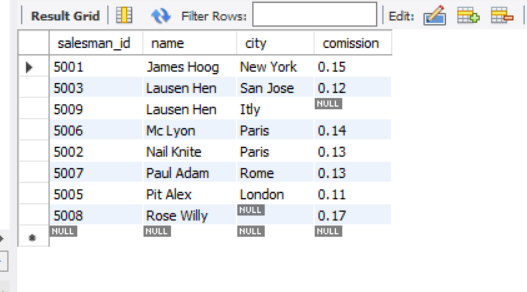 Result Grid Filter Rows: Edit:
salesman_id name city comission
5001 James Hoog New York 0.15
5003 Lausen Hen San Jose 0.12
5009 Lausen Hen Itly NULL
5006 Mc Lyon Paris 0.14
5002 Nail Knite Paris 0.13
5007 Paul Adam Rome 0.13
5005 Pit Alex London 0.11
5008 Rose Willy NULL 0.17
NULL NULL NULL NULL